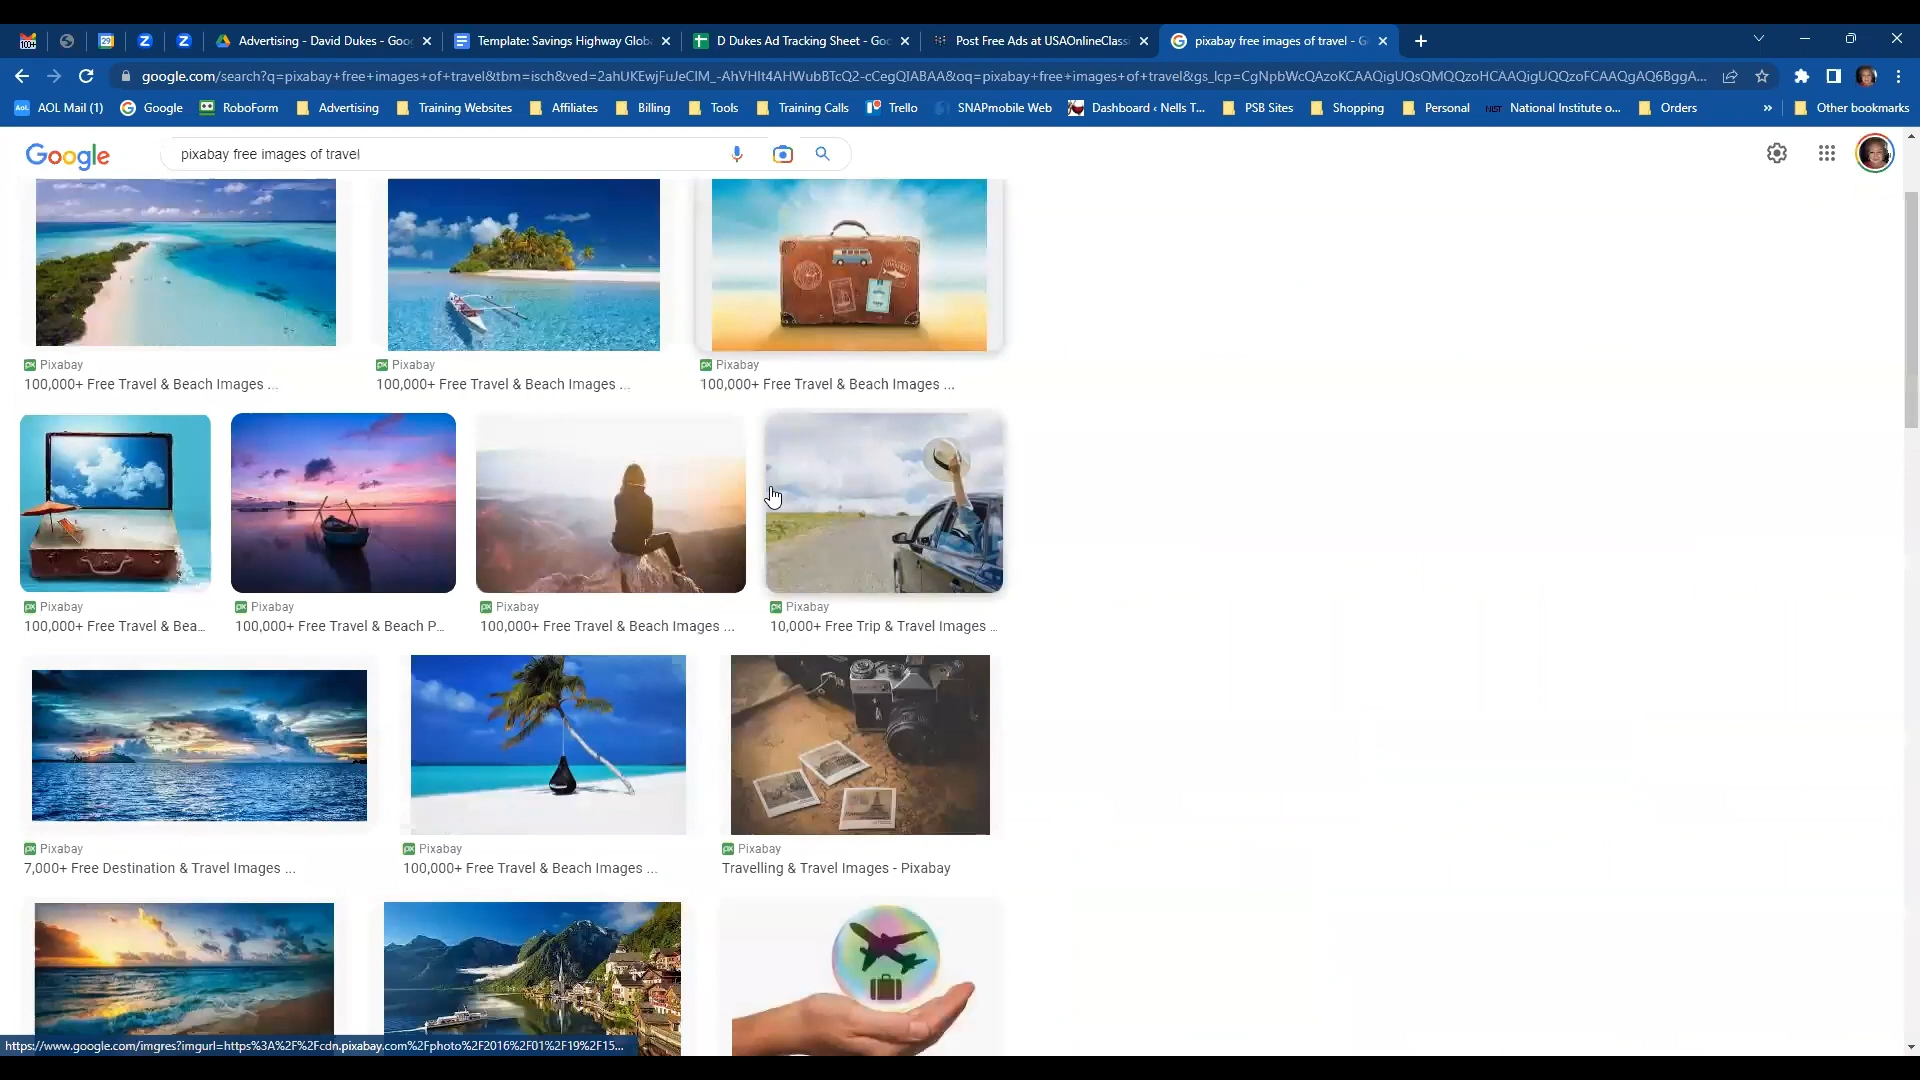 Advertising - David Dukes - Goo
Template: Savings Highway Glob
D Dukes Ad Tracking Sheet - Goo
Post Free Ads at USAOnlineClassi
pixabay free images of travel - G
google.com/search?q=pixabay+free+images+of+travel&tbm=isch&ved=2ahUKEwjFuJeCIM_-AhVHIt4AHWubBTcQ2-cCegQIABAA&oq=pixabay+free+images+of+travel&gs_lcp=CgNpbWcQAzoKCAAQigUQsQMQQzoHCAAQigUQQzoFCAAQgAQ6BggA...
AOL Mail (1) Google RoboForm Advertising Training Websites Affiliates Billing Tools Training Calls Trello SNAPmobile Web Dashboard ‹ Nells T... PSB Sites Shopping Personal National Institute o... Orders » Other bookmarks
Google
pixabay free images of travel
Pixabay
100,000+ Free Travel & Beach Images ...
Pixabay
100,000+ Free Travel & Beach Images ...
Pixabay
100,000+ Free Travel & Beach Images ...
Pixabay
100,000+ Free Travel & Bea...
Pixabay
100,000+ Free Travel & Beach P...
Pixabay
100,000+ Free Travel & Beach Images ...
Pixabay
10,000+ Free Trip & Travel Images ...
Pixabay
7,000+ Free Destination & Travel Images ...
Pixabay
100,000+ Free Travel & Beach Images ...
Pixabay
Travelling & Travel Images - Pixabay
https://www.google.com/imgres?imgurl=https%3A%2F%2Fcdn.pixabay.com%2Fphoto%2F2016%2F01%2F19%2F15...